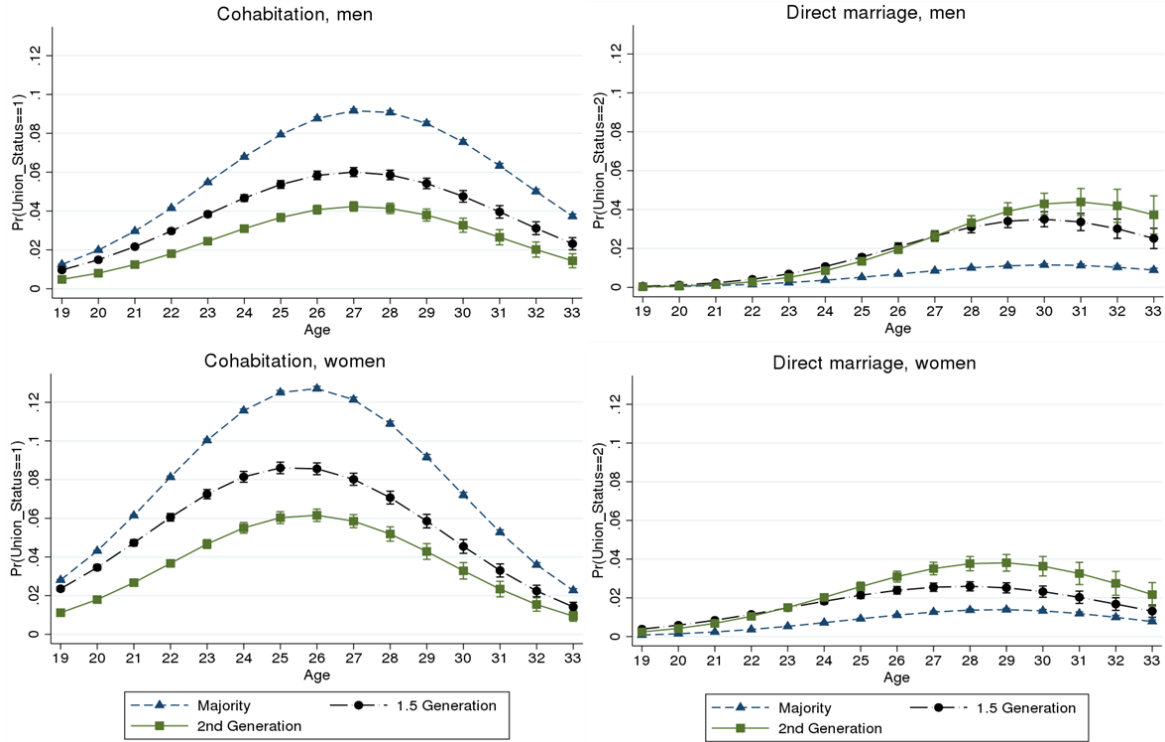 Cohabitation, men
Pr(Union_Status==1)
0 .02 .04 .06 .08 .1 .12
19 20 21 22 23 24 25 26 27 28 29 30 31 32 33
Age
Direct marriage, men
Pr(Union_Status==2)
0 .02 .04 .06 .08 .1 .12
19 20 21 22 23 24 25 26 27 28 29 30 31 32 33
Age
Cohabitation, women
Pr(Union_Status==1)
0 .02 .04 .06 .08 .1 .12
19 20 21 22 23 24 25 26 27 28 29 30 31 32 33
Age
Majority 1.5 Generation
2nd Generation
Direct marriage, women
Pr(Union_Status==2)
0 .02 .04 .06 .08 .1 .12
19 20 21 22 23 24 25 26 27 28 29 30 31 32 33
Age
Majority 1.5 Generation
2nd Generation